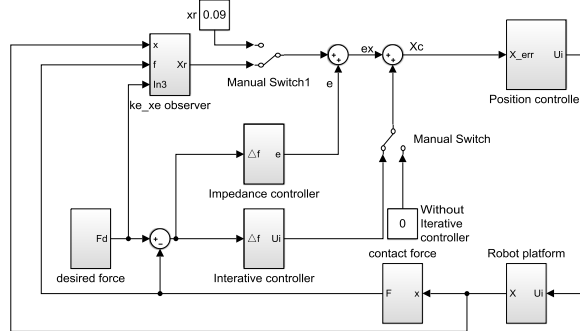 xr
0.09
x
f
In3
Xr
ke_xe observer
Manual Switch1
+
+
ex
e
+
+
Xc
X_err
Ui
Position controlle
△f
e
Impedance controller
Manual Switch
Fd
desired force
+
−
△f
Ui
Interative controller
0
Without
Iterative
controller
contact force
F
x
Robot platform
X
Ui